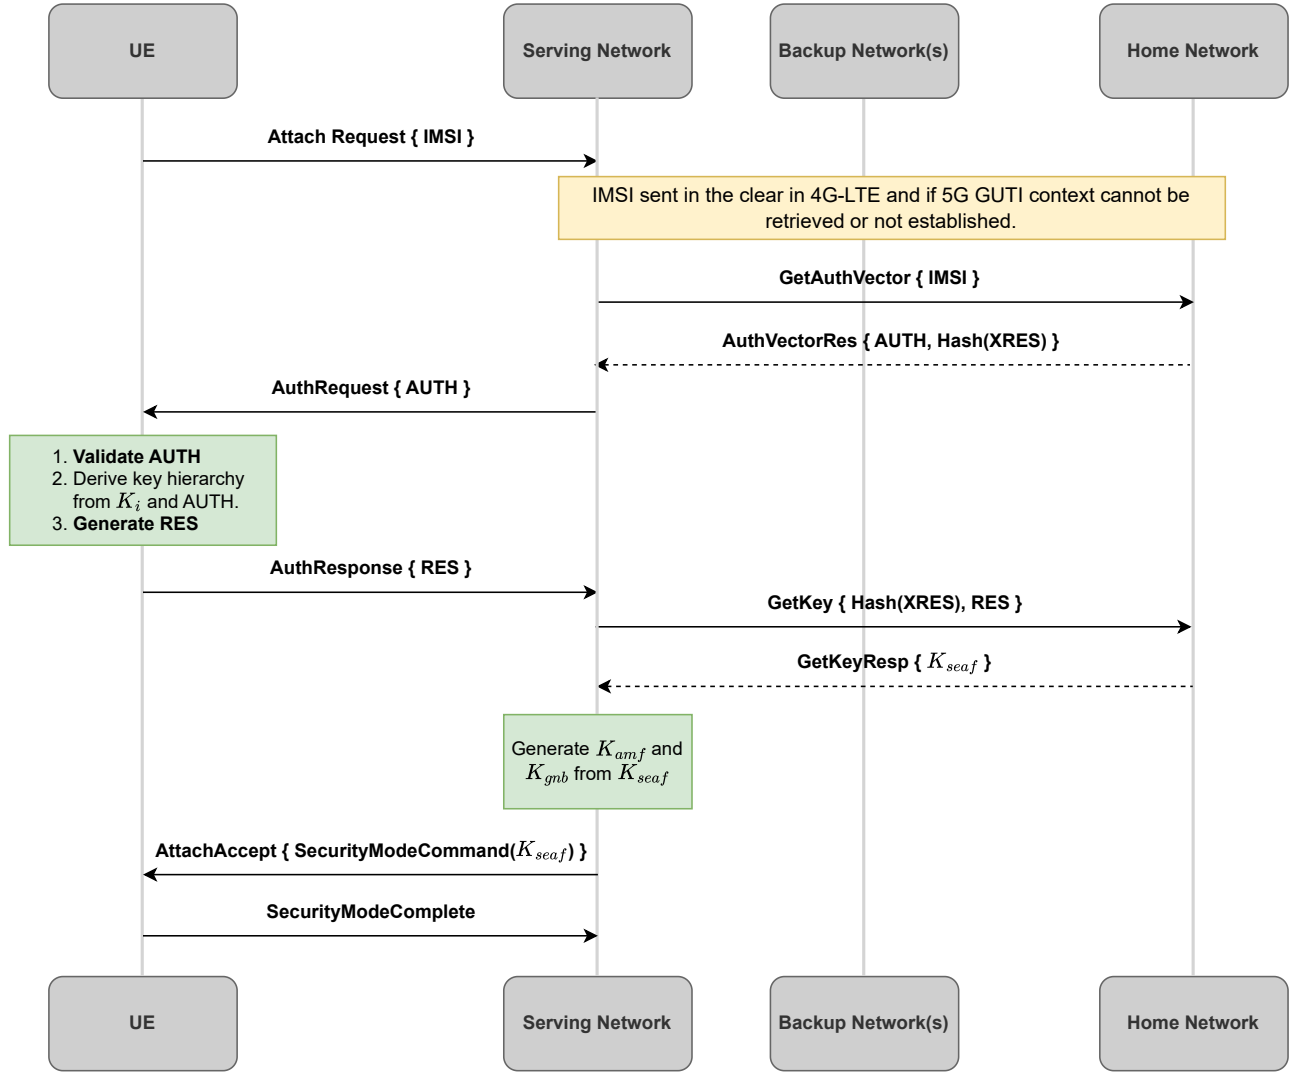 UE
Serving Network
Backup Network(s)
Home Network
Attach Request { IMSI }
IMSI sent in the clear in 4G-LTE and if 5G GUTI context cannot be
retrieved or not established.
GetAuthVector { IMSI }
AuthVectorRes { AUTH, Hash(XRES) }
AuthRequest { AUTH }
1. Validate AUTH
2. Derive key hierarchy
from K_i and AUTH.
3. Generate RES
AuthResponse { RES }
GetKey { Hash(XRES), RES }
GetKeyResp { K_seaf }
Generate K_amf and
K_gnb from K_seaf
AttachAccept { SecurityModeCommand(K_seaf) }
SecurityModeComplete
UE
Serving Network
Backup Network(s)
Home Network